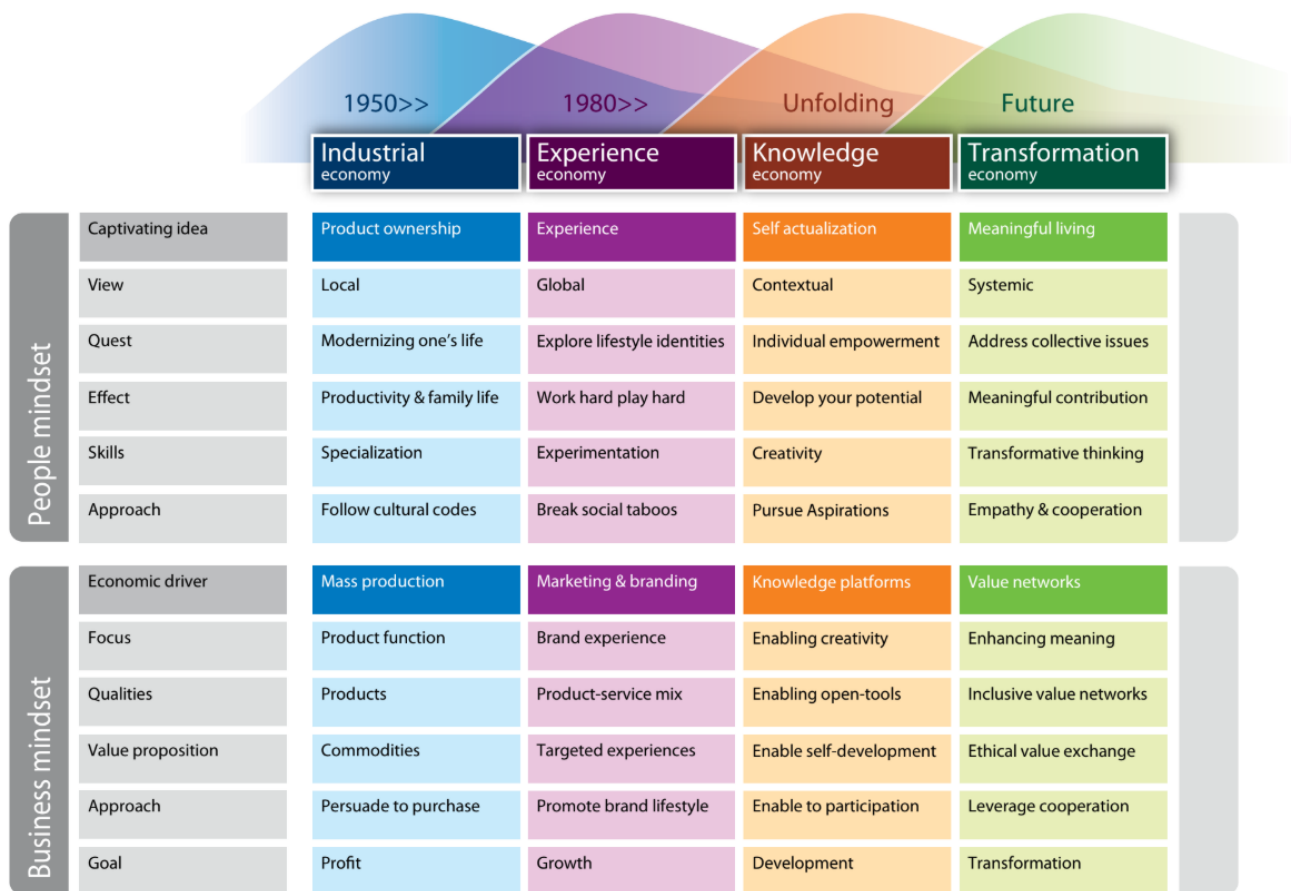 1950>>
1980>>
Unfolding
Future
Industrial
economy
Experience
economy
Knowledge
economy
Transformation
economy
People mindset
Captivating idea
Product ownership
Experience
Self actualization
Meaningful living
View
Local
Global
Contextual
Systemic
Quest
Modernizing one's life
Explore lifestyle identities
Individual empowerment
Address collective issues
Effect
Productivity & family life
Work hard play hard
Develop your potential
Meaningful contribution
Skills
Specialization
Experimentation
Creativity
Transformative thinking
Approach
Follow cultural codes
Break social taboos
Pursue Aspirations
Empathy & cooperation
Business mindset
Economic driver
Mass production
Marketing & branding
Knowledge platforms
Value networks
Focus
Product function
Brand experience
Enabling creativity
Enhancing meaning
Qualities
Products
Product-service mix
Enabling open-tools
Inclusive value networks
Value proposition
Commodities
Targeted experiences
Enable self-development
Ethical value exchange
Approach
Persuade to purchase
Promote brand lifestyle
Enable to participation
Leverage cooperation
Goal
Profit
Growth
Development
Transformation